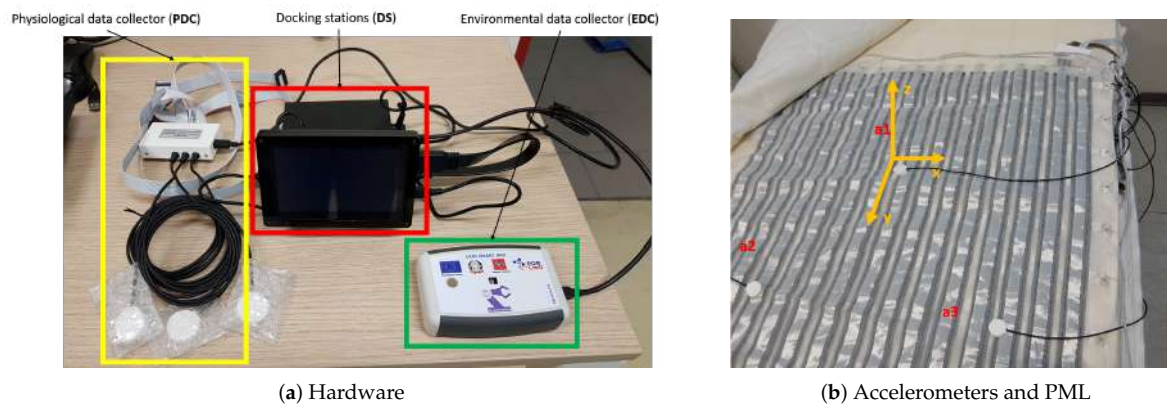 Physiological data collector (PDC)
Docking stations (DS)
Environmental data collector (EDC)
z
a1
x
y
a2
a3
(a) Hardware
(b) Accelerometers and PML